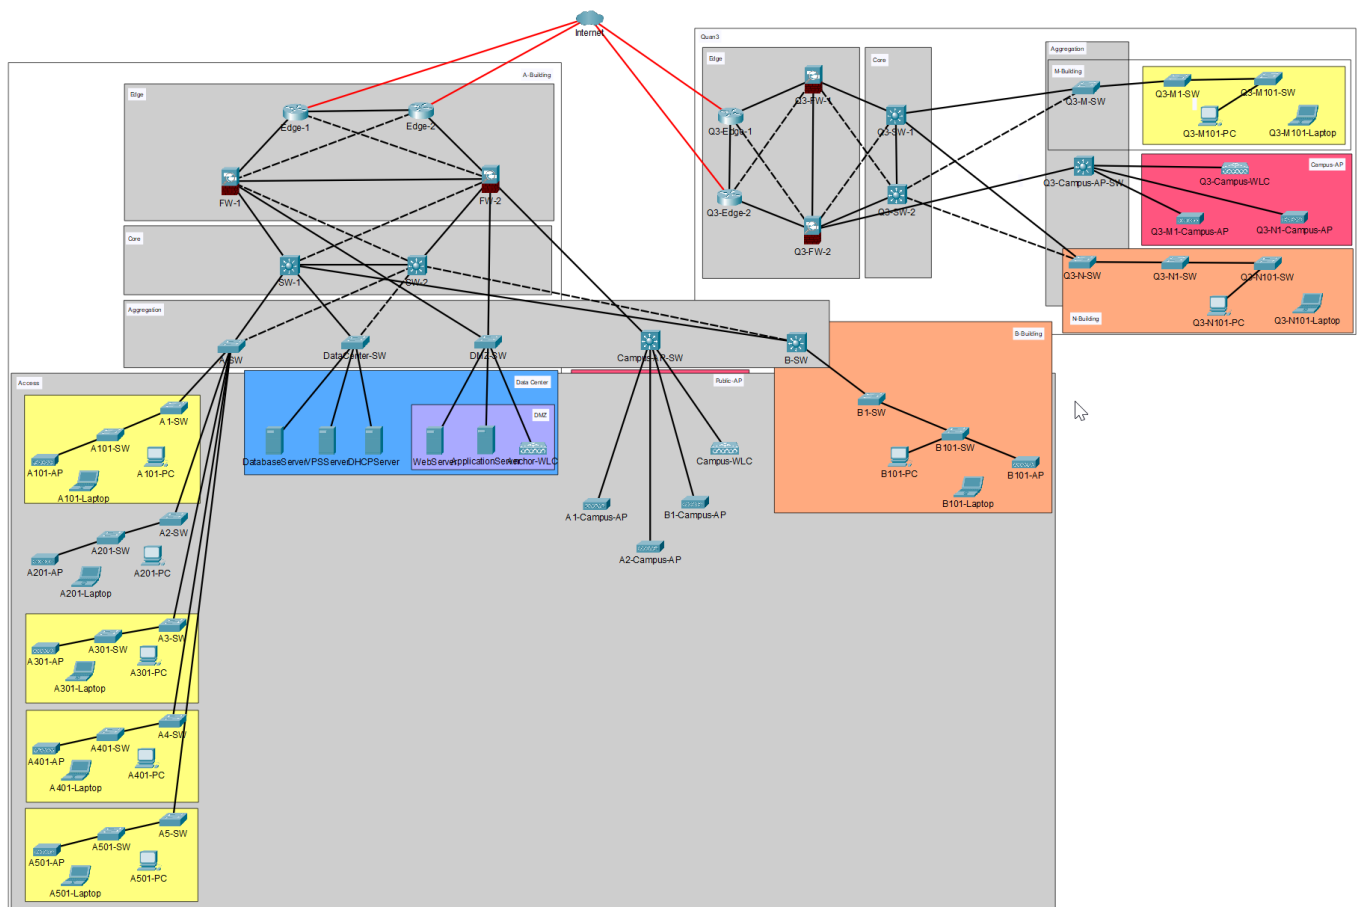 Internet
Quan3
A-Building
Edge
Edge-1
Edge-2
FW-1
FW-2
Core
SW-1
SW-2
Aggregation
A-SW
DataCenter-SW
DMZ-SW
Campus-AP-SW
B-SW
Access
A1-SW
A101-SW
A101-AP
A101-PC
A101-Laptop
A2-SW
A201-SW
A201-AP
A201-PC
A201-Laptop
A3-SW
A301-SW
A301-AP
A301-PC
A301-Laptop
A4-SW
A401-SW
A401-AP
A401-PC
A401-Laptop
A5-SW
A501-SW
A501-AP
A501-PC
A501-Laptop
Data Center
DatabaseServer
VPSServer
DHCPServer
DMZ
WebServer
ApplicationServer
Anchor-WLC
Public-AP
Campus-WLC
A1-Campus-AP
B1-Campus-AP
A2-Campus-AP
B-Building
B1-SW
B101-SW
B101-PC
B101-AP
B101-Laptop
Edge
Q3-FW-1
Q3-Edge-1
Q3-Edge-2
Q3-FW-2
Core
Q3-SW-1
Q3-SW-2
Aggregation
M-Building
Q3-M-SW
Q3-M1-SW
Q3-M101-SW
Q3-M101-PC
Q3-M101-Laptop
Campus-AP
Q3-Campus-AP-SW
Q3-Campus-WLC
Q3-M1-Campus-AP
Q3-N1-Campus-AP
Q3-N-SW
Q3-N1-SW
Q3-N101-SW
Q3-N101-PC
Q3-N101-Laptop
N-Building